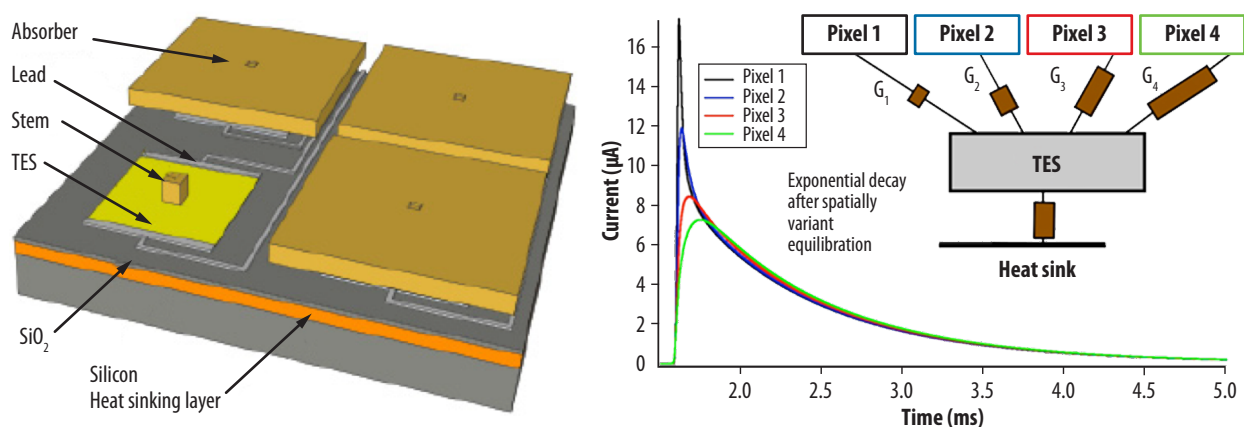 Absorber
Lead
Stem
TES
SiO2
Silicon
Heat sinking layer
Current (µA)
16
14
12
10
8
6
4
2
0
2.0
2.5
3.0
3.5
4.0
4.5
5.0
Time (ms)
Pixel 1
Pixel 2
Pixel 3
Pixel 4
Exponential decay
after spatially
variant
equilibration
Pixel 1
Pixel 2
Pixel 3
Pixel 4
G1
G2
G3
G4
TES
Heat sink